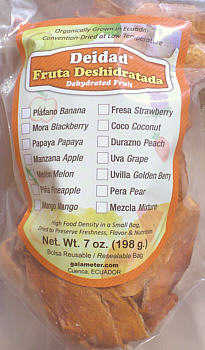 Organically Grown in Ecuador
Convention-Dried at Low Temperature
Deidad
Fruta Deshidratada
Dehydrated Fruit
Plátano Banana
Fresa Strawberry
Mora Blackberry
Coco Coconut
Papaya Papaya
Durazno Peach
Manzana Apple
Uva Grape
Melón Melon
Uvilla Golden Berry
Piña Pineapple
Pera Pear
Mango Mango
Mezcla Mixture
High Food Density in a Small Bag,
Dried to Preserve Freshness, Flavor & Nutrition
Net. Wt. 7 oz. (198 g.)
Bolsa Reusable / Resealable Bag
gaiameter.com
Cuenca, ECUADOR